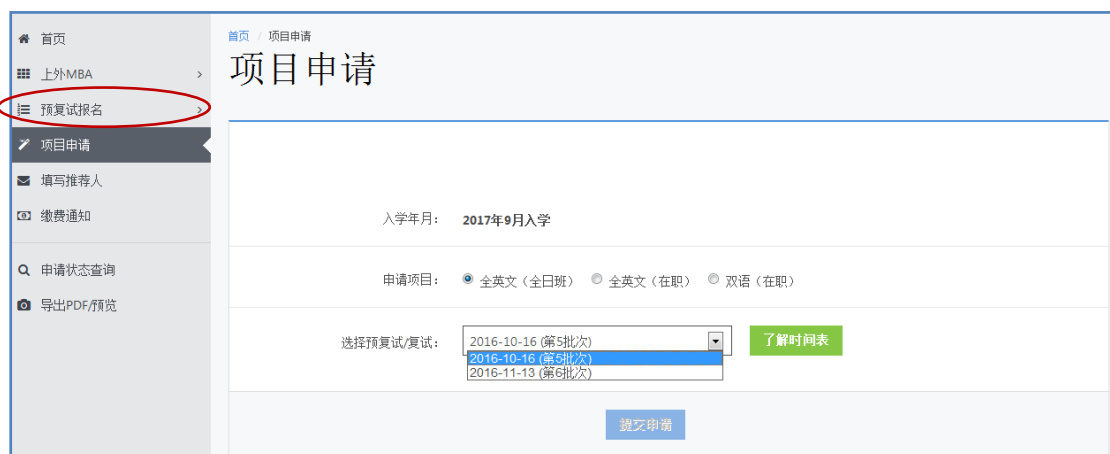 首页
上外MBA
预复试报名
项目申请
填写推荐人
缴费通知
申请状态查询
导出PDF/预览
首页 / 项目申请
项目申请
入学年月: 2017年9月入学
申请项目: 全英文（全日班） 全英文（在职） 双语（在职）
选择预复试/复试: 2016-10-16 (第5批次) 了解时间表
2016-10-16 (第5批次)
2016-11-13 (第6批次)
提交申请